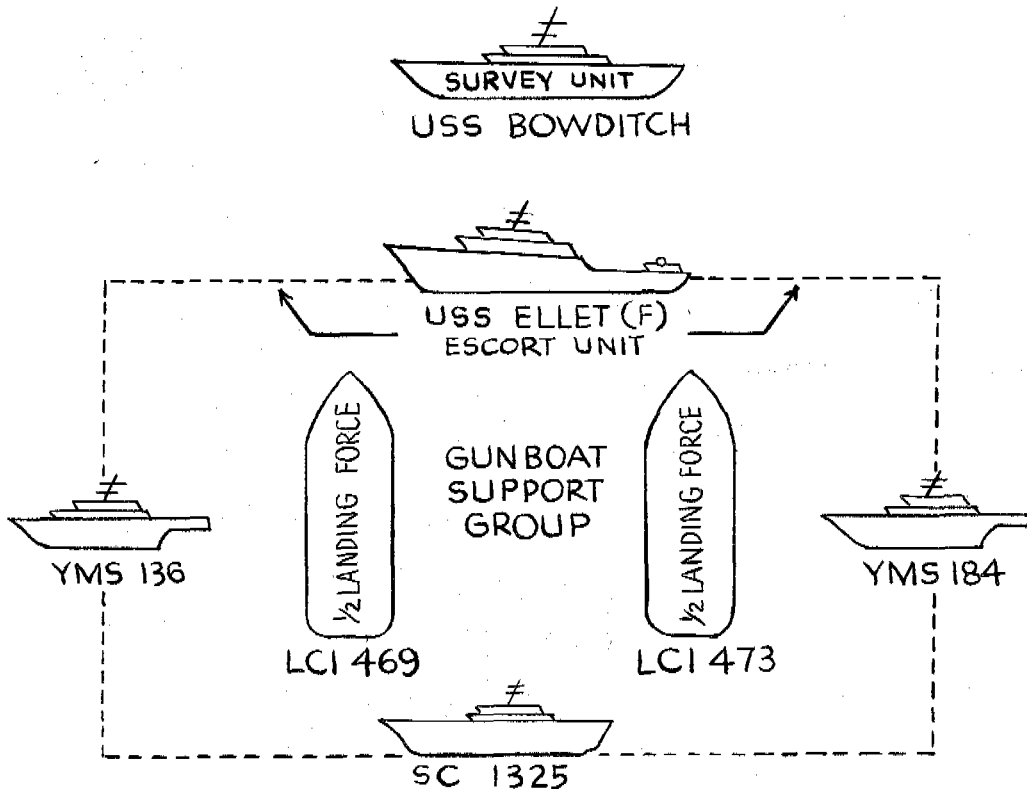 SURVEY UNIT
USS BOWDITCH
USS ELLET (F)
ESCORT UNIT
½ LANDING FORCE
GUNBOAT
SUPPORT
GROUP
½ LANDING FORCE
YMS 136
YMS 184
LCI 469
LCI 473
SC 1325